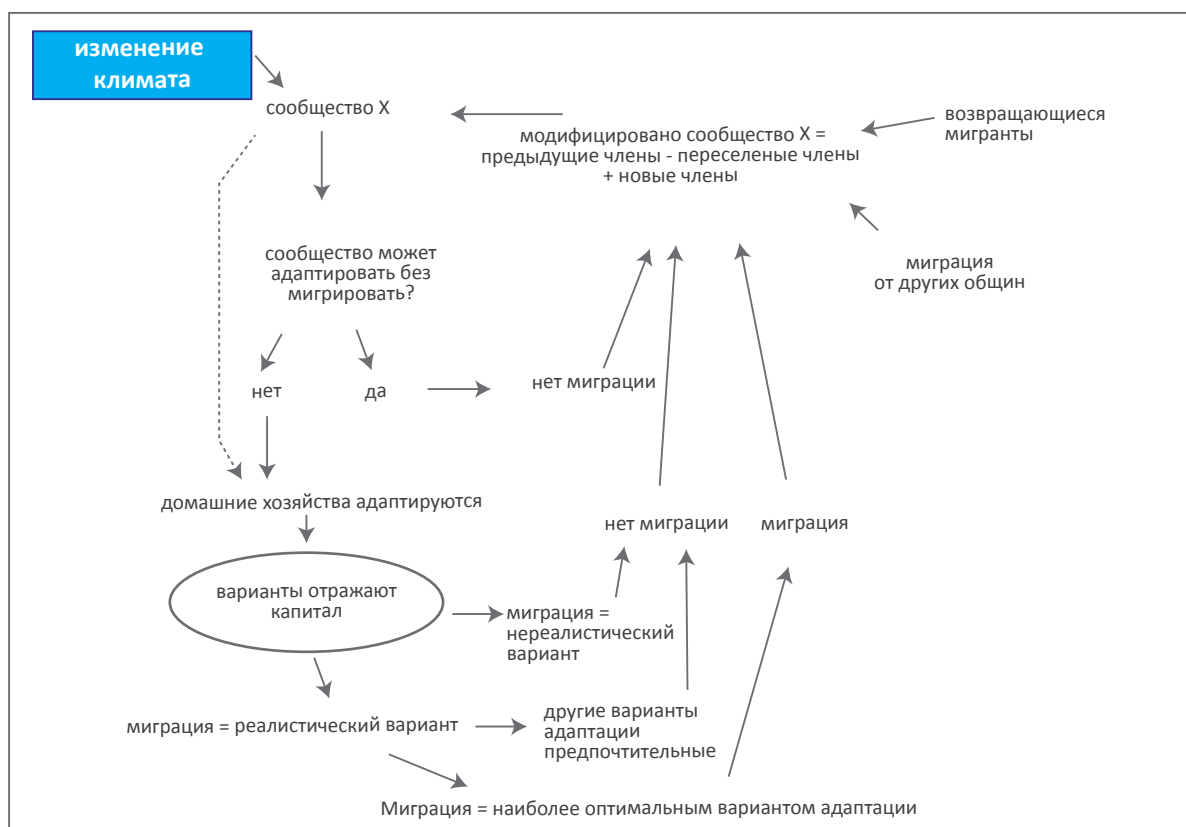 изменение
климата
сообщество X
модифицировано сообщество X =
предыдущие члены - переселеные члены
+ новые члены
возвращающиеся
мигранты
миграция
от других общин
сообщество может
адаптировать без
мигрировать?
нет
да
нет миграции
домашние хозяйства адаптируются
нет миграции
миграция
варианты отражают
капитал
миграция =
нереалистический
вариант
миграция = реалистический вариант
другие варианты
адаптации
предпочтительные
Миграция = наиболее оптимальным вариантом адаптации